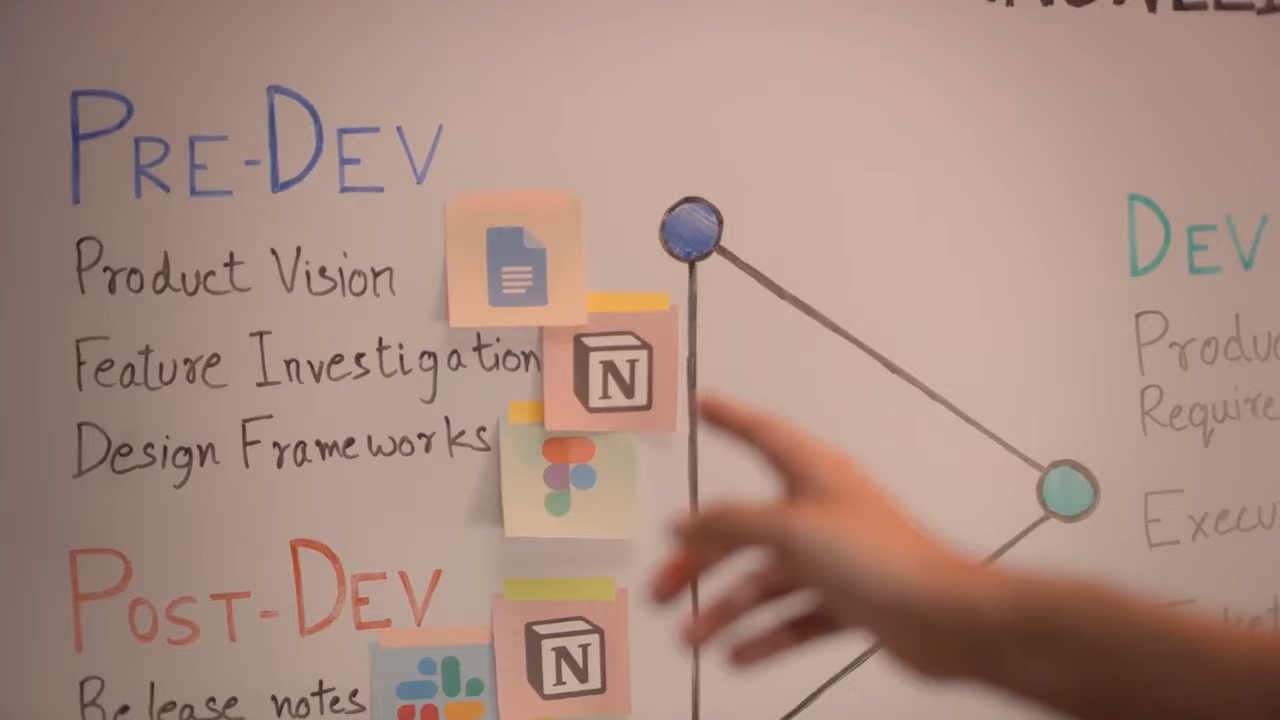 PRE-DEV
Product Vision
Feature Investigation
Design Frameworks
N
POST-DEV
N
Release notes
DEV